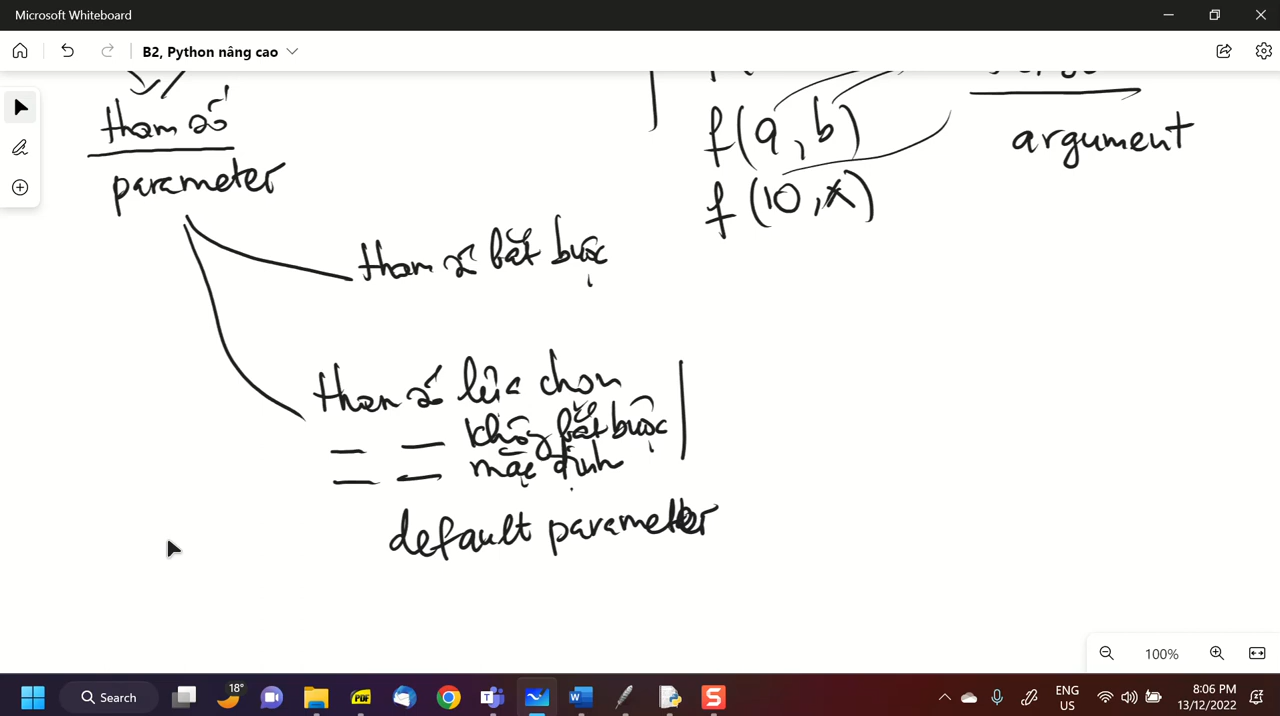 Microsoft Whiteboard
B2, Python nâng cao
tham số
parameter
f(a, b)
f(10, x)
argument
tham số bắt buộc
tham số lựa chọn
không bắt buộc
mặc định
default parameter
100%
Search
18°
PDF
ENG
US
8:06 PM
13/12/2022